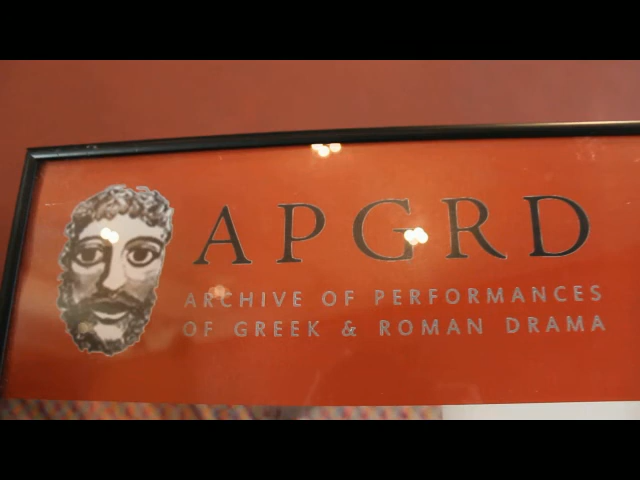 APGRD
ARCHIVE OF PERFORMANCES
OF GREEK & ROMAN DRAMA